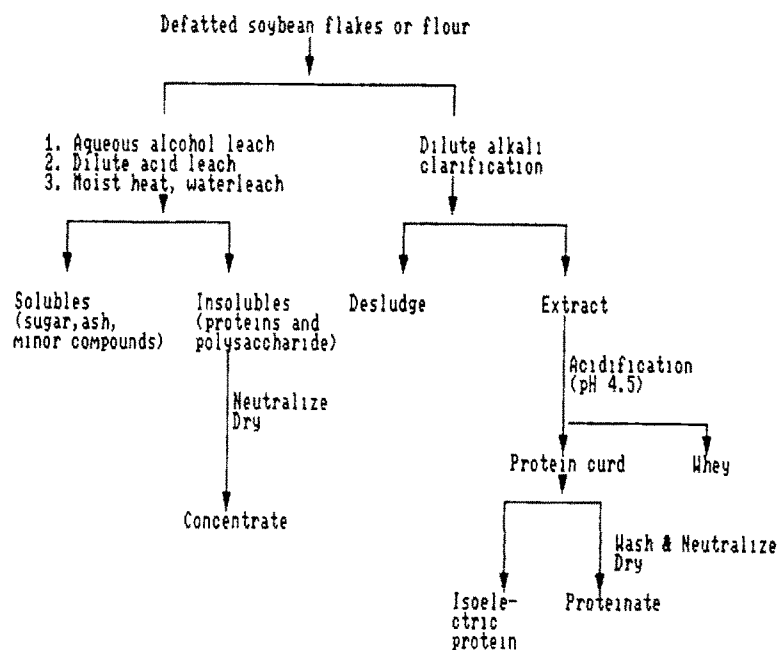 Defatted soybean flakes or flour
1. Aqueous alcohol leach
2. Dilute acid leach
3. Moist heat, waterleach
Dilute alkali
clarification
Solubles
(sugar,ash,
minor compounds)
Insolubles
(proteins and
polysaccharide)
Desludge
Extract
Acidification
(pH 4.5)
Neutralize
Dry
Protein curd
Whey
Concentrate
Wash & Neutralize
Dry
Isoele-
ctric
protein
Proteinate